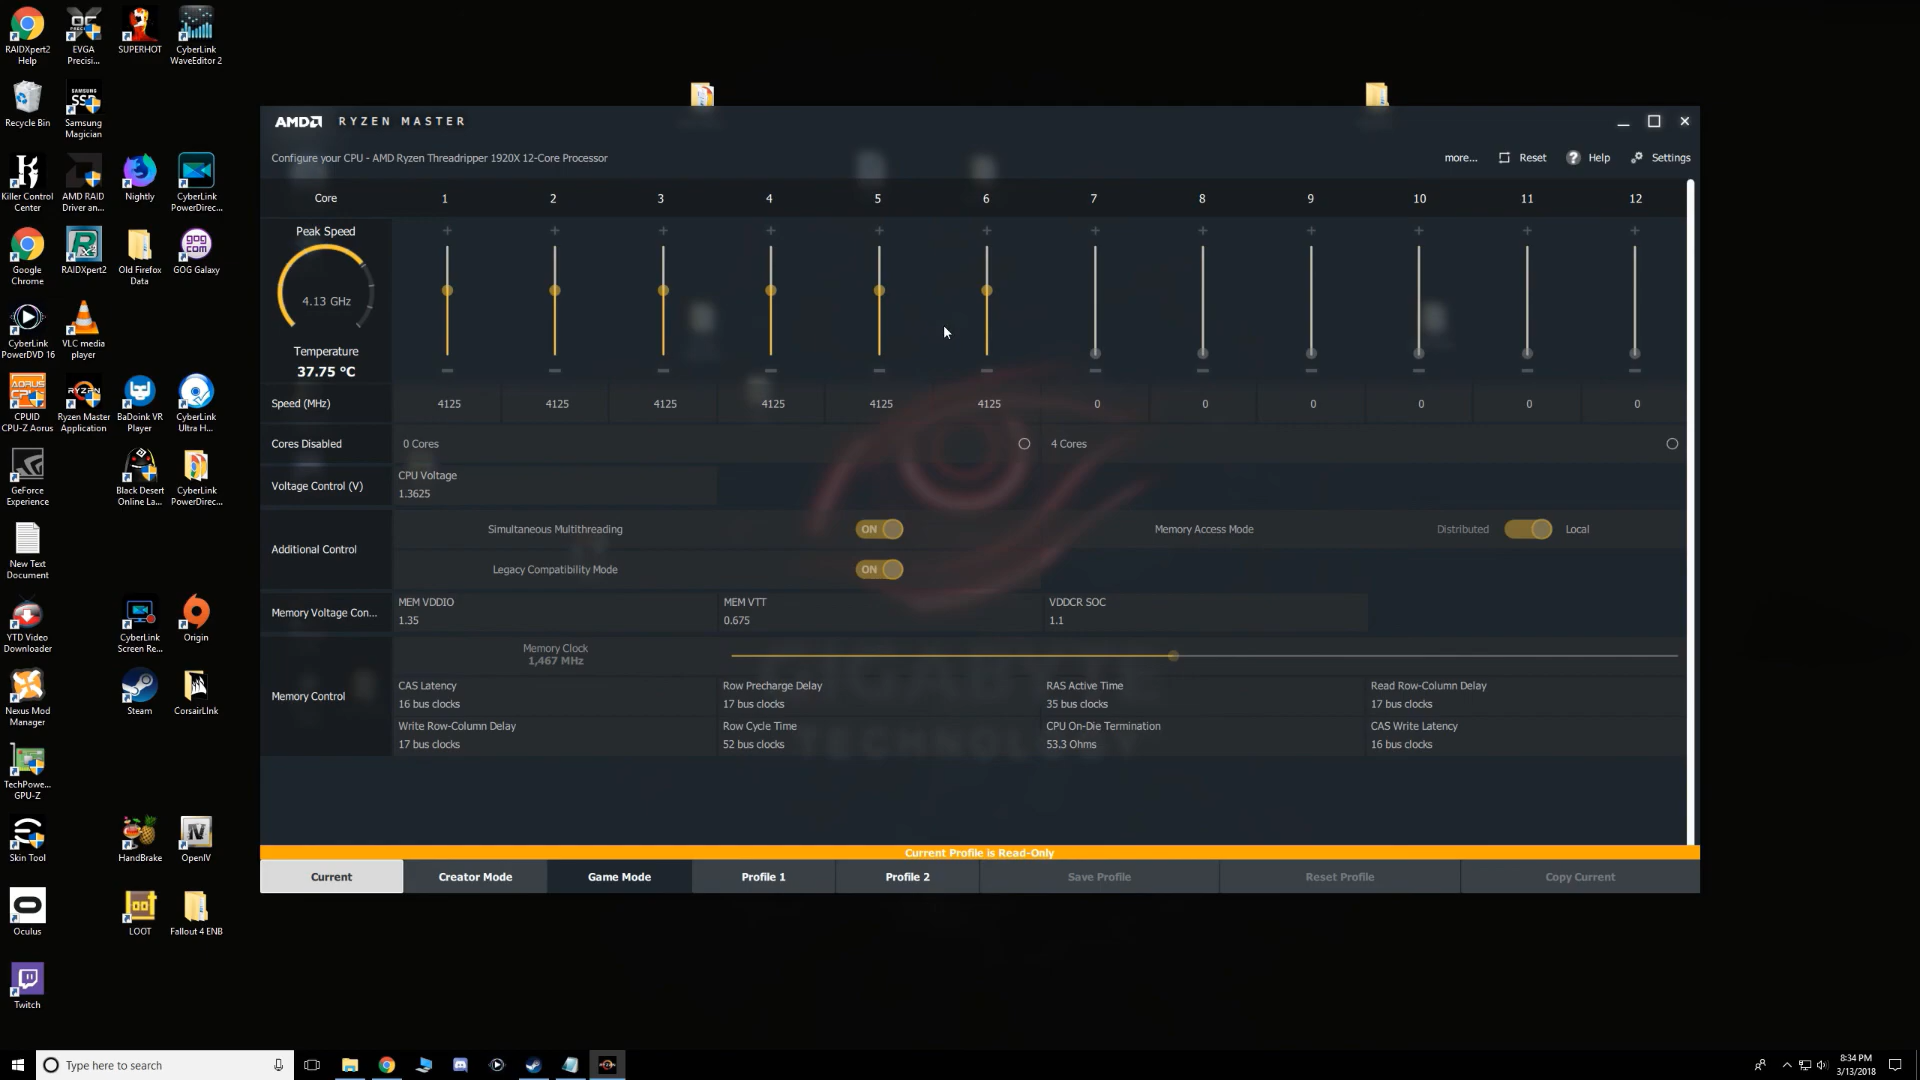 RAIDXpert2 Help
EVGA Precisi...
SUPERHOT
CyberLink WaveEditor 2
Recycle Bin
Samsung Magician
Killer Control Center
AMD RAID Driver an...
Nightly
CyberLink PowerDirec...
Google Chrome
RAIDXpert2
Old Firefox Data
GOG Galaxy
CyberLink PowerDVD 16
VLC media player
CPUID CPU-Z Aorus
Ryzen Master Application
BaDoink VR Player
CyberLink Ultra H...
GeForce Experience
Black Desert Online La...
CyberLink PowerDirec...
New Text Document
YTD Video Downloader
CyberLink Screen Re...
Origin
Nexus Mod Manager
Steam
CorsairLInk
TechPowe... GPU-Z
Skin Tool
HandBrake
OpenIV
Oculus
LOOT
Fallout 4 ENB
Twitch
AMD RYZEN MASTER
Configure your CPU - AMD Ryzen Threadripper 1920X 12-Core Processor
more... Reset Help Settings
Core 1 2 3 4 5 6 7 8 9 10 11 12
Peak Speed
4.13 GHz
Temperature
37.75 °C
Speed (MHz) 4125 4125 4125 4125 4125 4125 0 0 0 0 0 0
Cores Disabled 0 Cores 4 Cores
Voltage Control (V)
CPU Voltage
1.3625
Additional Control
Simultaneous Multithreading ON Memory Access Mode Distributed Local
Legacy Compatibility Mode ON
Memory Voltage Con...
MEM VDDIO MEM VTT VDDCR SOC
1.35 0.675 1.1
Memory Control
Memory Clock
1,467 MHz
CAS Latency Row Precharge Delay RAS Active Time Read Row-Column Delay
16 bus clocks 17 bus clocks 35 bus clocks 17 bus clocks
Write Row-Column Delay Row Cycle Time CPU On-Die Termination CAS Write Latency
17 bus clocks 52 bus clocks 53.3 Ohms 16 bus clocks
Current Profile is Read-Only
Current Creator Mode Game Mode Profile 1 Profile 2 Save Profile Reset Profile Copy Current
Type here to search
8:34 PM
3/13/2018